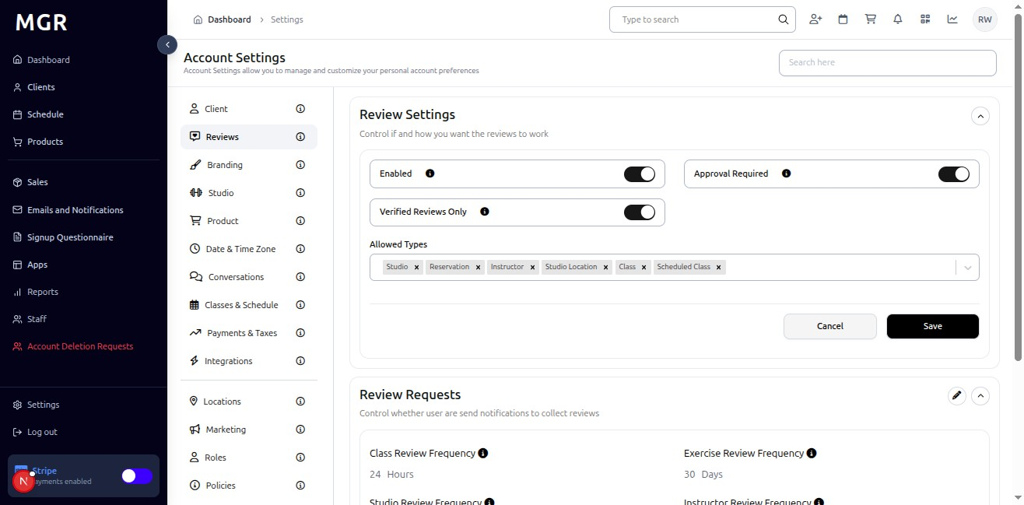 MGR
Dashboard
Clients
Schedule
Products
Sales
Emails and Notifications
Signup Questionnaire
Apps
Reports
Staff
Account Deletion Requests
Settings
Log out
Stripe
ayments enabled
N
Dashboard > Settings
Type to search
RW
Account Settings
Account Settings allow you to manage and customize your personal account preferences
Search here
Client
Reviews
Branding
Studio
Product
Date & Time Zone
Conversations
Classes & Schedule
Payments & Taxes
Integrations
Locations
Marketing
Roles
Policies
Review Settings
Control if and how you want the reviews to work
Enabled
Approval Required
Verified Reviews Only
Allowed Types
Studio × Reservation × Instructor × Studio Location × Class × Scheduled Class ×
Cancel Save
Review Requests
Control whether user are send notifications to collect reviews
Class Review Frequency Exercise Review Frequency
24 Hours 30 Days
Studio Review Frequency Instructor Review Frequency